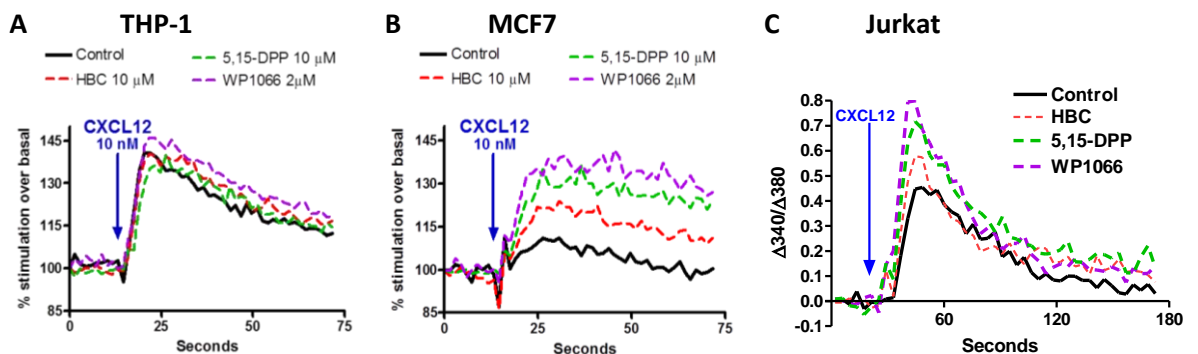 A THP-1
Control
5,15-DPP 10 µM
HBC 10 µM
WP1066 2µM
% stimulation over basal
145
130
115
100
85
CXCL12
10 nM
0 25 50 75
Seconds
B MCF7
Control
5,15-DPP 10 µM
HBC 10 µM
WP1066 2µM
% stimulation over basal
145
130
115
100
85
CXCL12
10 nM
0 25 50 75
Seconds
C Jurkat
Control
HBC
5,15-DPP
WP1066
Δ340/Δ380
0.8
0.7
0.6
0.5
0.4
0.3
0.2
0.1
0.0
-0.1
CXCL12
60 120 180
Seconds